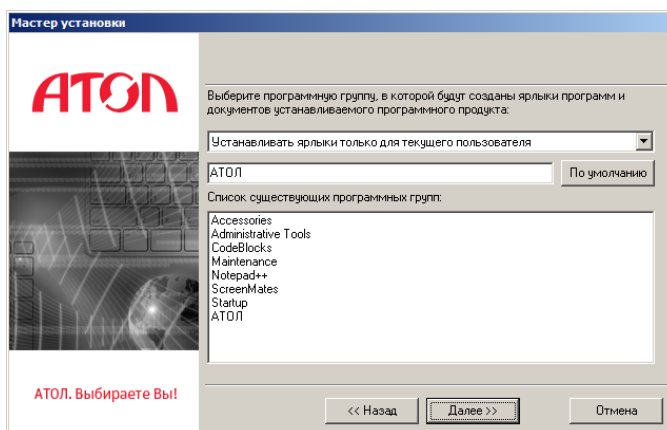 Мастер установки
АТОЛ
Выберите программную группу, в которой будут созданы ярлыки программ и
документов устанавливаемого программного продукта:
Устанавливать ярлыки только для текущего пользователя
АТОЛ
По умолчанию
Список существующих программных групп:
Accessories
Administrative Tools
CodeBlocks
Maintenance
Notepad++
ScreenMates
Startup
АТОЛ
АТОЛ. Выбираете Вы!
<< Назад
Далее >>
Отмена